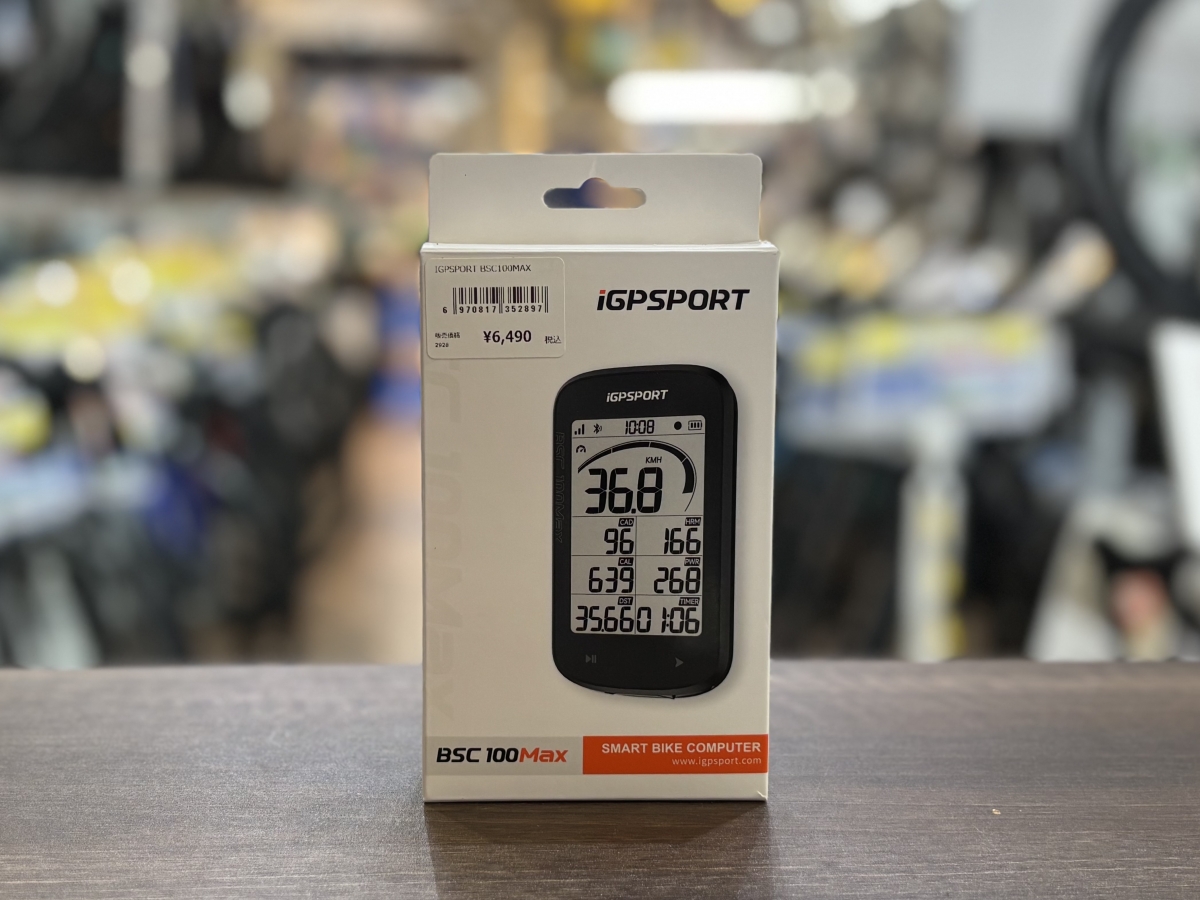 IGPSPORT BSC100MAX
6 970817 352897
販売価格
2928
¥6,490 税込
iGPSPORT
iGPSPORT
10:08
KMH
36.8
CAD HRM
96 166
CAL PWR
639 268
DST TIMER
35.66 0 1:06
BSC 100Max
SMART BIKE COMPUTER
www.igpsport.com